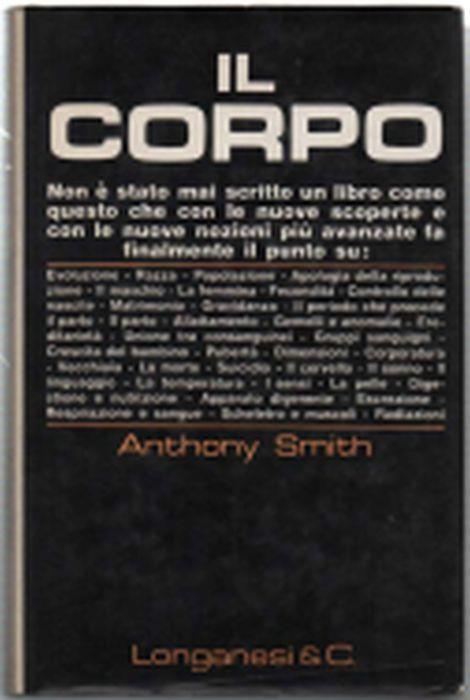 IL
CORPO
Non è stato mai scritto un libro come
questo che con le nuove scoperte e
con le nuove nozioni più avanzate fa
finalmente il punto su:
Evoluzione · Razza · Popolazione · Apologia della riprodu-
zione · Il maschio · La femmina · Fecondità · Controllo delle
nascite · Matrimonio · Gravidanza · Il periodo che precede
il parto · Il parto · Allattamento · Gemelli e anomalie · Ere-
ditarietà · Unione tra consanguinei · Gruppi sanguigni ·
Crescita del bambino · Pubertà · Dimensioni · Corporatura
· Vecchiaia · La morte · Suicidio · Il cervello · Il sonno · Il
linguaggio · La temperatura · I sensi · La pelle · Dige-
stione e nutrizione · Apparato digerente · Escrezione ·
Respirazione e sangue · Scheletro e muscoli · Radiazioni
Anthony Smith
Longanesi & C.